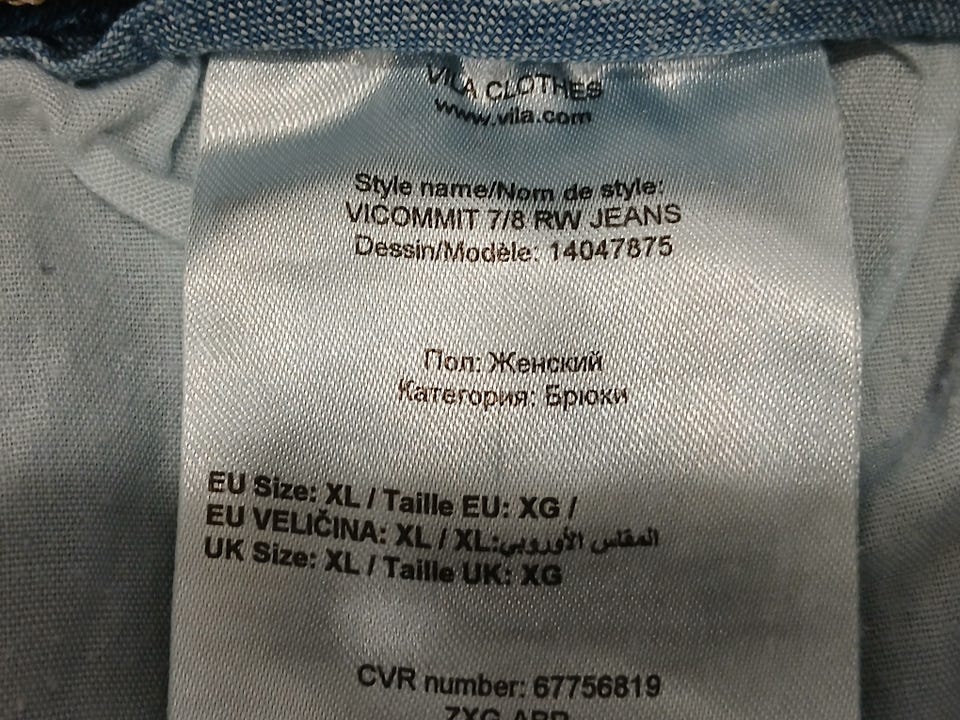 VILA CLOTHES
www.vila.com
Style name/Nom de style:
VICOMMIT 7/8 RW JEANS
Dessin/Modèle: 14047875
Пол: Женский
Категория: Брюки
EU Size: XL / Taille EU: XG /
EU VELIČINA: XL / XL:المقاس الأوروبي
UK Size: XL / Taille UK: XG
CVR number: 67756819